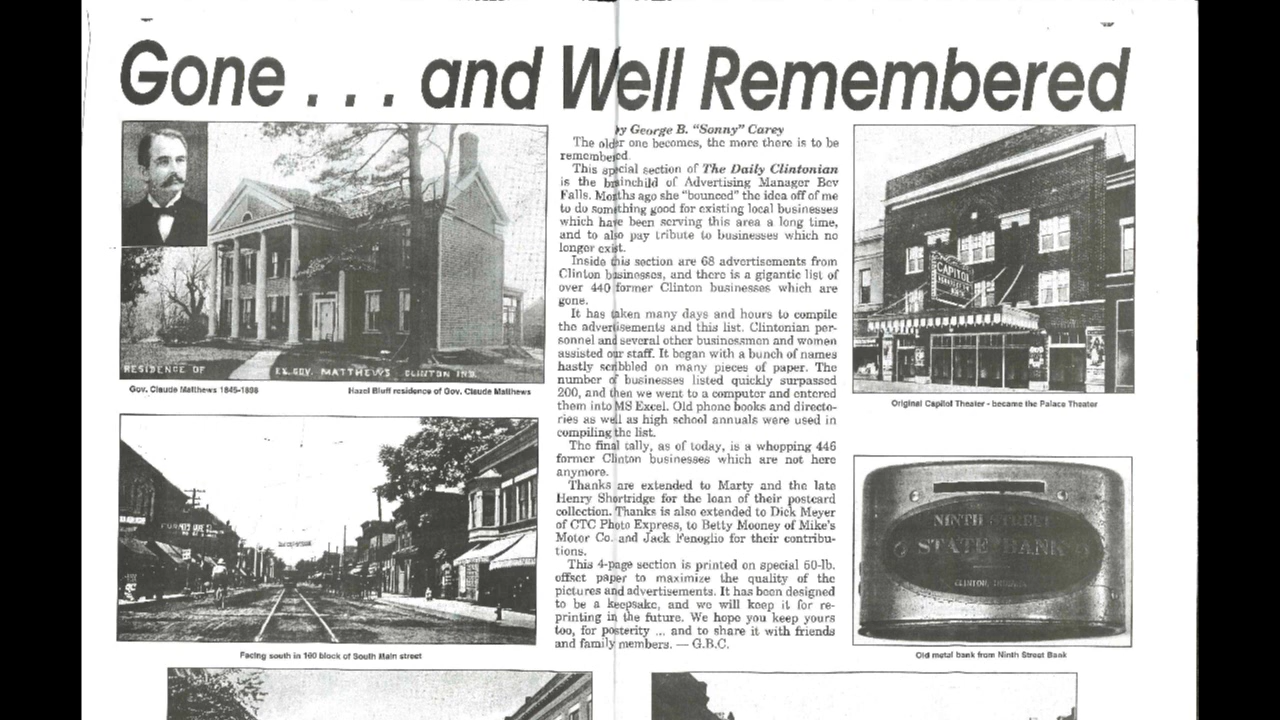 Gone . . . and Well Remembered
by George B. "Sonny" Carey
The older one becomes, the more there is to be
remembered.
This special section of The Daily Clintonian
is the brainchild of Advertising Manager Bev
Falls. Months ago she "bounced" the idea off of me
to do something good for existing local businesses
which have been serving this area a long time,
and to also pay tribute to businesses which no
longer exist.
Inside this section are 68 advertisements from
Clinton businesses, and there is a gigantic list of
over 440 former Clinton businesses which are
gone.
It has taken many days and hours to compile
the advertisements and this list. Clintonian per-
sonnel and several other businessmen and women
assisted our staff. It began with a bunch of names
hastly scribbled on many pieces of paper. The
number of businesses listed quickly surpassed
200, and then we went to a computer and entered
them into MS Excel. Old phone books and directo-
ries as well as high school annuals were used in
compiling the list.
The final tally, as of today, is a whopping 446
former Clinton businesses which are not here
anymore.
Thanks are extended to Marty and the late
Henry Shortridge for the loan of their postcard
collection. Thanks is also extended to Dick Meyer
of CTC Photo Express, to Betty Mooney of Mike's
Motor Co. and Jack Fenoglio for their contribu-
tions.
This 4-page section is printed on special 60-lb.
offset paper to maximize the quality of the
pictures and advertisements. It has been designed
to be a keepsake, and we will keep it for re-
printing in the future. We hope you keep yours
too, for posterity ... and to share it with friends
and family members. — G.B.C.
RESIDENCE OF EX.GOV. MATTHEWS CLINTON IND.
Gov. Claude Matthews 1845-1898
Hazel Bluff residence of Gov. Claude Matthews
Facing south in 100 block of South Main street
CAPITOL
Original Capitol Theater - became the Palace Theater
NINTH STREET
STATE BANK
CLINTON, INDIANA
Old metal bank from Ninth Street Bank